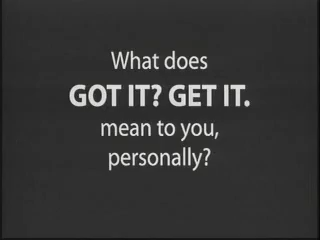 What does
GOT IT? GET IT.
mean to you,
personally?